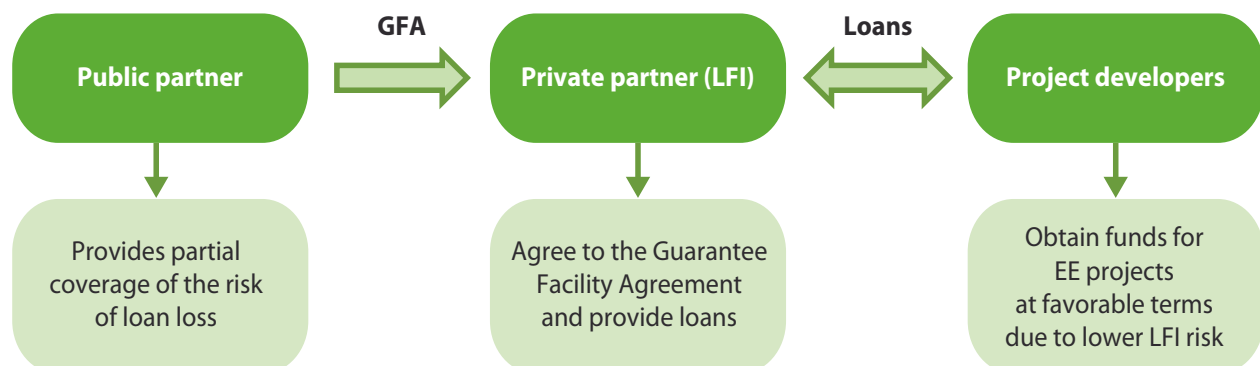 GFA
Loans
Public partner
Private partner (LFI)
Project developers
Provides partial
coverage of the risk
of loan loss
Agree to the Guarantee
Facility Agreement
and provide loans
Obtain funds for
EE projects
at favorable terms
due to lower LFI risk